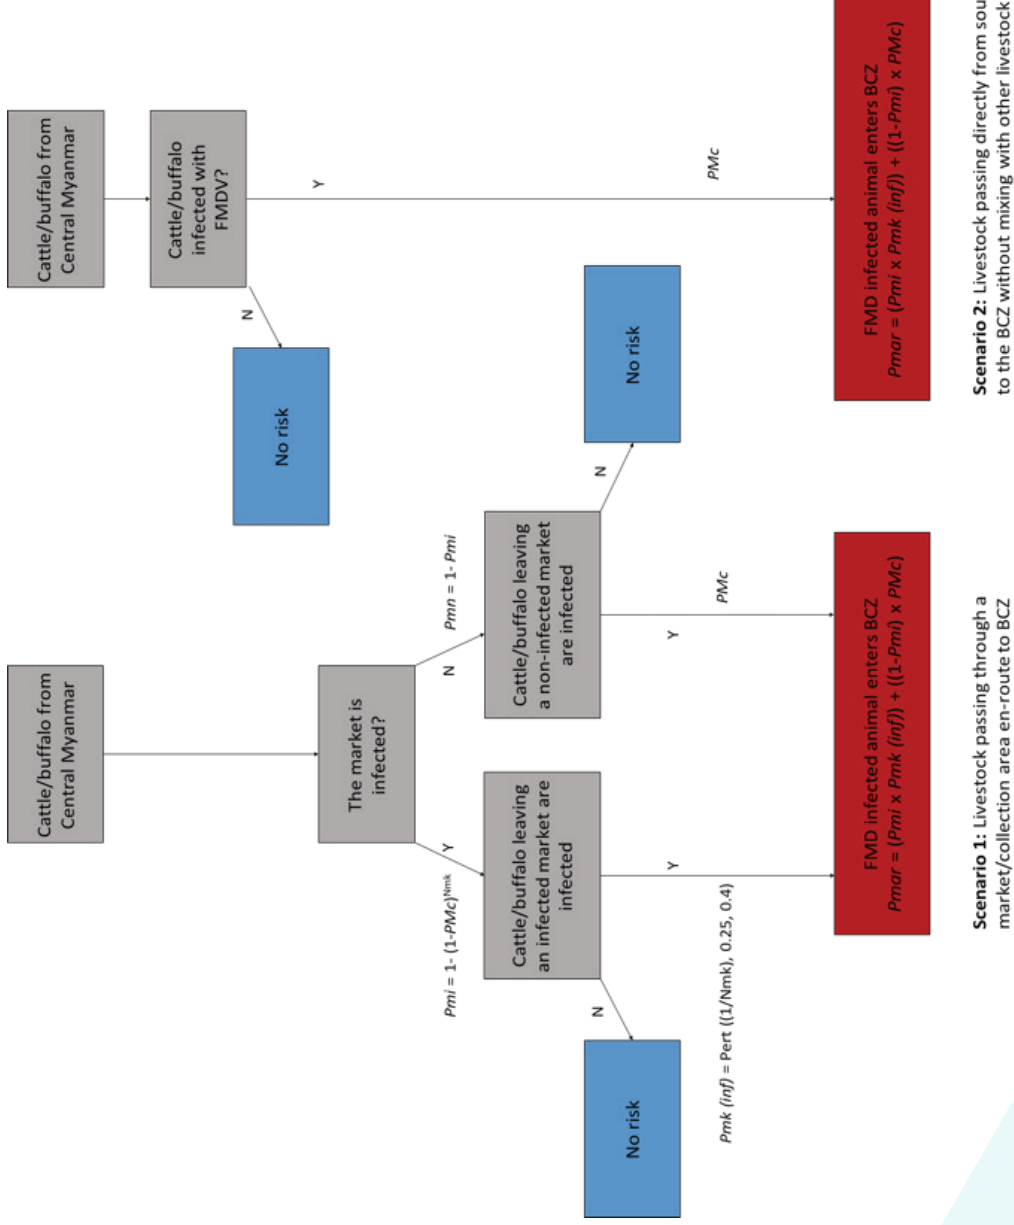 Cattle/buffalo from
Central Myanmar
The market is
infected?
Y
Pmi = 1- (1-PMc)^Nmk
N
Pmn = 1- Pmi
Cattle/buffalo leaving
an infected market are
infected
Cattle/buffalo leaving
a non-infected market
are infected
N
No risk
Y
Pmk (inf) = Pert ((1/Nmk), 0.25, 0.4)
Y
PMc
N
No risk
FMD infected animal enters BCZ
Pmar = (Pmi x Pmk (inf)) + ((1-Pmi) x PMc)
Scenario 1: Livestock passing through a
market/collection area en-route to BCZ
Cattle/buffalo from
Central Myanmar
Cattle/buffalo
infected with
FMDV?
N
No risk
Y
PMc
FMD infected animal enters BCZ
Pmar = (Pmi x Pmk (inf)) + ((1-Pmi) x PMc)
Scenario 2: Livestock passing directly from
to the BCZ without mixing with other livestock